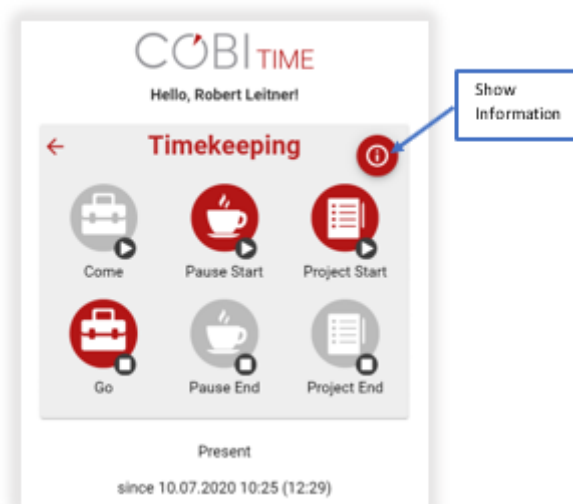 COBI TIME
Hello, Robert Leitner!
Timekeeping
Show
Information
Come
Pause Start
Project Start
Go
Pause End
Project End
Present
since 10.07.2020 10:25 (12:29)